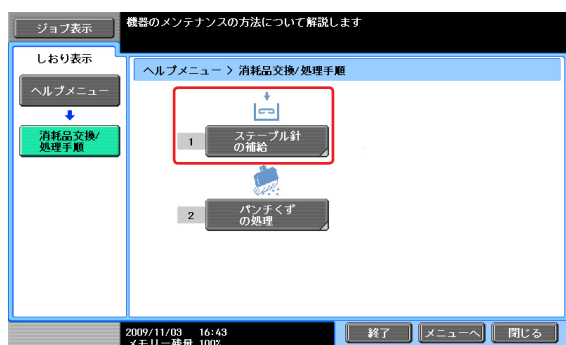 ジョブ表示
機器のメンテナンスの方法について解説します
しおり表示
ヘルプメニュー
消耗品交換/
処理手順
ヘルプメニュー > 消耗品交換/処理手順
1
ステープル針
の補給
2
パンチくず
の処理
2009/11/03 16:43
メモリー残量 100%
終了
メニューへ
閉じる